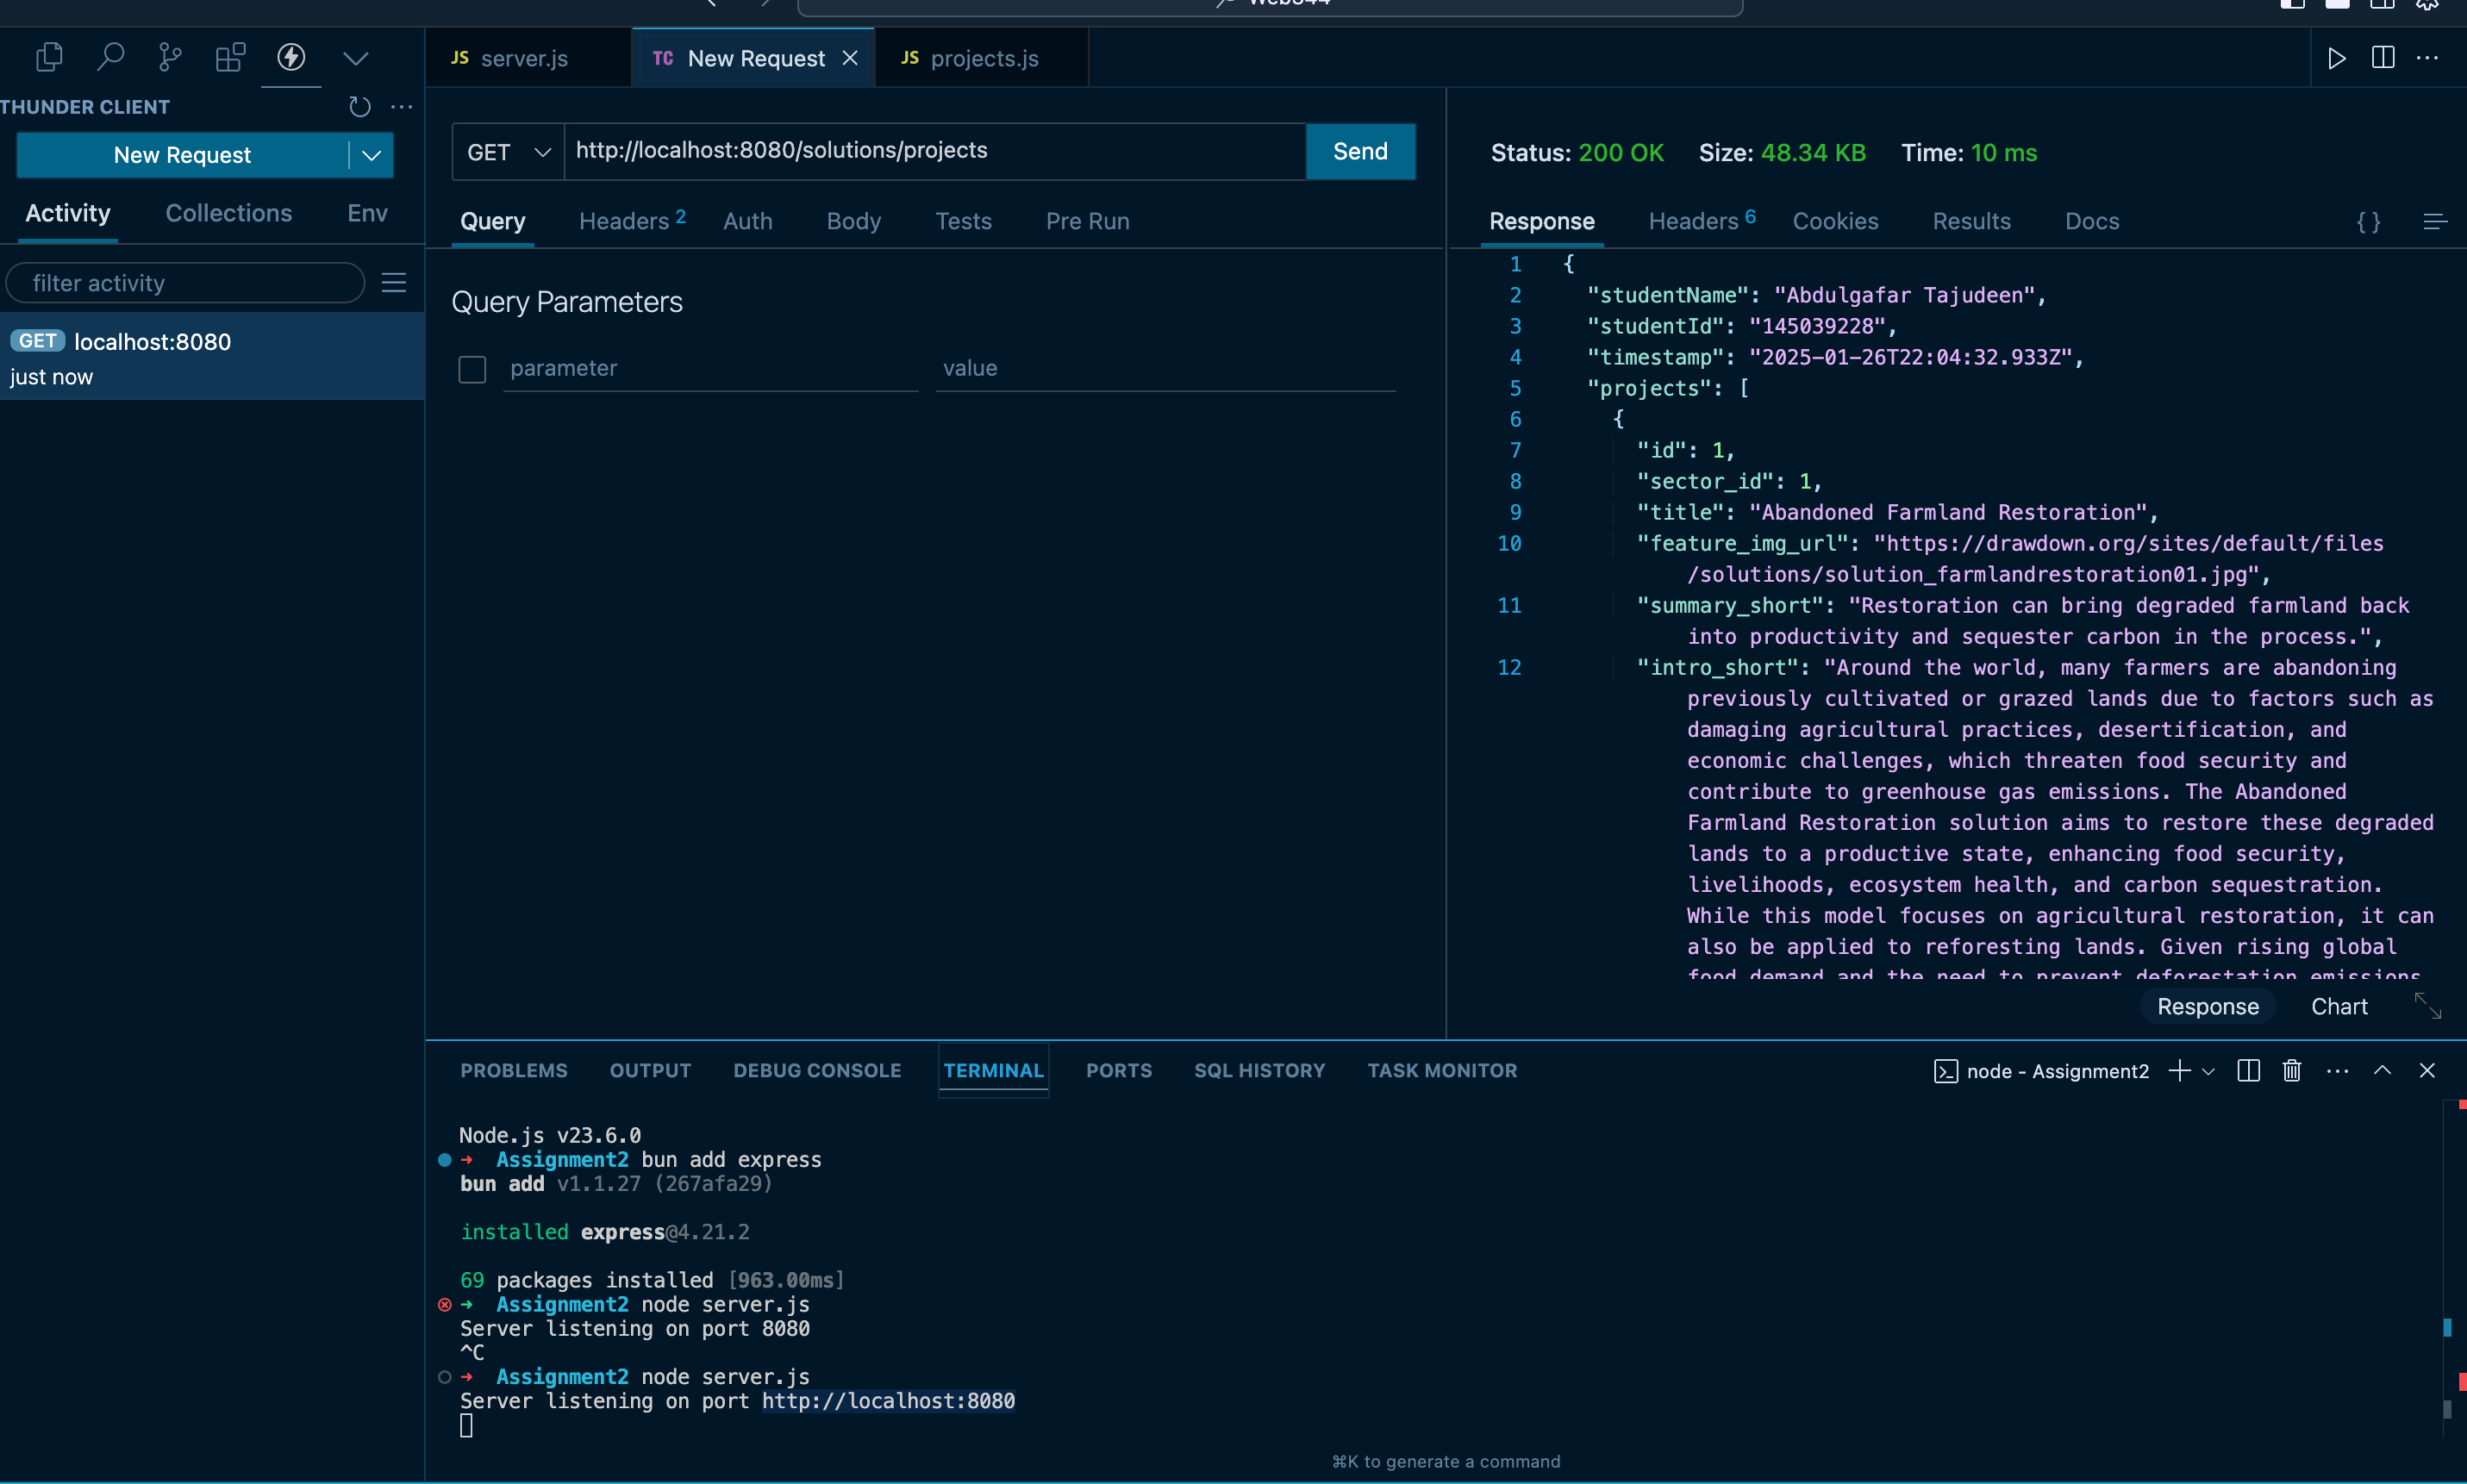 Web844
JS server.js
TC New Request
JS projects.js
THUNDER CLIENT
New Request
Activity Collections Env
filter activity
GET localhost:8080
just now
GET http://localhost:8080/solutions/projects Send
Query Headers 2 Auth Body Tests Pre Run
Query Parameters
parameter value
Status: 200 OK Size: 48.34 KB Time: 10 ms
Response Headers 6 Cookies Results Docs {}
1 {
2 "studentName": "Abdulgafar Tajudeen",
3 "studentId": "145039228",
4 "timestamp": "2025-01-26T22:04:32.933Z",
5 "projects": [
6 {
7 "id": 1,
8 "sector_id": 1,
9 "title": "Abandoned Farmland Restoration",
10 "feature_img_url": "https://drawdown.org/sites/default/files
/solutions/solution_farmlandrestoration01.jpg",
11 "summary_short": "Restoration can bring degraded farmland back
into productivity and sequester carbon in the process.",
12 "intro_short": "Around the world, many farmers are abandoning
previously cultivated or grazed lands due to factors such as
damaging agricultural practices, desertification, and
economic challenges, which threaten food security and
contribute to greenhouse gas emissions. The Abandoned
Farmland Restoration solution aims to restore these degraded
lands to a productive state, enhancing food security,
livelihoods, ecosystem health, and carbon sequestration.
While this model focuses on agricultural restoration, it can
also be applied to reforesting lands. Given rising global
food demand and the need to prevent deforestation emissions
Response Chart
PROBLEMS OUTPUT DEBUG CONSOLE TERMINAL PORTS SQL HISTORY TASK MONITOR
node - Assignment2
Node.js v23.6.0
➜ Assignment2 bun add express
bun add v1.1.27 (267afa29)
installed express@4.21.2
69 packages installed [963.00ms]
➜ Assignment2 node server.js
Server listening on port 8080
^C
➜ Assignment2 node server.js
Server listening on port http://localhost:8080
⌘K to generate a command